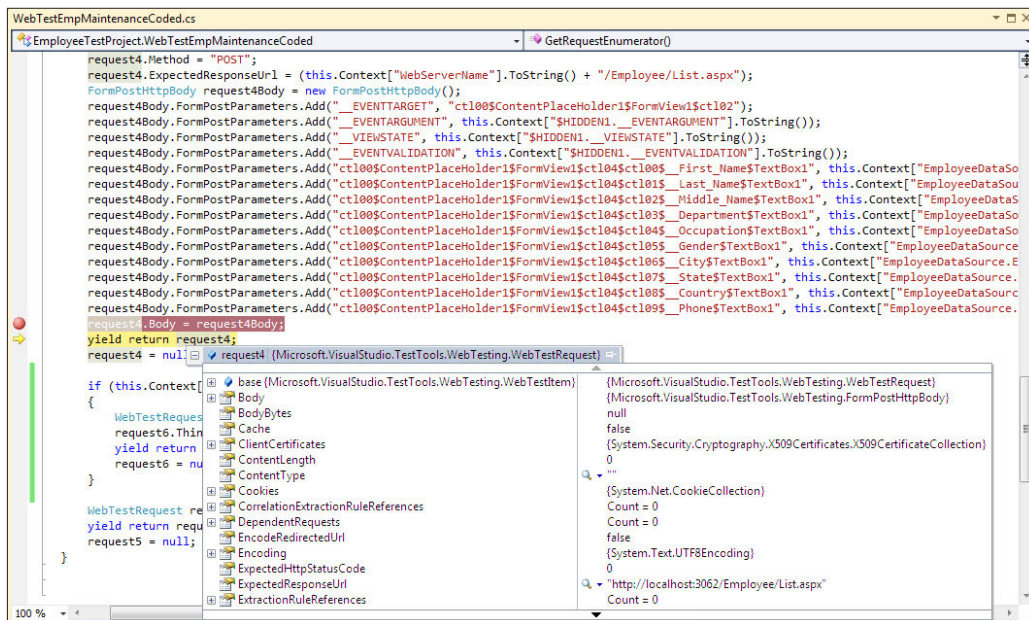 WebTestEmpMaintenanceCoded.cs
EmployeeTestProject.WebTestEmpMaintenanceCoded
GetRequestEnumerator()
request4.Method = "POST";
request4.ExpectedResponseUrl = (this.Context["WebServerName"].ToString() + "/Employee/List.aspx");
FormPostHttpBody request4Body = new FormPostHttpBody();
request4Body.FormPostParameters.Add("__EVENTTARGET", "ctl00$ContentPlaceHolder1$FormView1$ctl02");
request4Body.FormPostParameters.Add("__EVENTARGUMENT", this.Context["$HIDDEN1.__EVENTARGUMENT"].ToString());
request4Body.FormPostParameters.Add("__VIEWSTATE", this.Context["$HIDDEN1.__VIEWSTATE"].ToString());
request4Body.FormPostParameters.Add("__EVENTVALIDATION", this.Context["$HIDDEN1.__EVENTVALIDATION"].ToString());
request4Body.FormPostParameters.Add("ctl00$ContentPlaceHolder1$FormView1$ctl04$ctl00$__First_Name$TextBox1", this.Context["EmployeeDataSo
request4Body.FormPostParameters.Add("ctl00$ContentPlaceHolder1$FormView1$ctl04$ctl01$__Last_Name$TextBox1", this.Context["EmployeeDataSou
request4Body.FormPostParameters.Add("ctl00$ContentPlaceHolder1$FormView1$ctl04$ctl02$__Middle_Name$TextBox1", this.Context["EmployeeDataS
request4Body.FormPostParameters.Add("ctl00$ContentPlaceHolder1$FormView1$ctl04$ctl03$__Department$TextBox1", this.Context["EmployeeDataSo
request4Body.FormPostParameters.Add("ctl00$ContentPlaceHolder1$FormView1$ctl04$ctl04$__Occupation$TextBox1", this.Context["EmployeeDataSo
request4Body.FormPostParameters.Add("ctl00$ContentPlaceHolder1$FormView1$ctl04$ctl05$__Gender$TextBox1", this.Context["EmployeeDataSource
request4Body.FormPostParameters.Add("ctl00$ContentPlaceHolder1$FormView1$ctl04$ctl06$__City$TextBox1", this.Context["EmployeeDataSource.E
request4Body.FormPostParameters.Add("ctl00$ContentPlaceHolder1$FormView1$ctl04$ctl07$__State$TextBox1", this.Context["EmployeeDataSource.
request4Body.FormPostParameters.Add("ctl00$ContentPlaceHolder1$FormView1$ctl04$ctl08$__Country$TextBox1", this.Context["EmployeeDataSourc
request4Body.FormPostParameters.Add("ctl00$ContentPlaceHolder1$FormView1$ctl04$ctl09$__Phone$TextBox1", this.Context["EmployeeDataSource.
request4.Body = request4Body;
yield return request4;
request4 = nul
request4 {Microsoft.VisualStudio.TestTools.WebTesting.WebTestRequest}
if (this.Context[
{
WebTestReques
request6.Thin
yield return
request6 = nu
}
WebTestRequest re
yield return requ
request5 = null;
}
base {Microsoft.VisualStudio.TestTools.WebTesting.WebTestItem} {Microsoft.VisualStudio.TestTools.WebTesting.WebTestRequest}
Body {Microsoft.VisualStudio.TestTools.WebTesting.FormPostHttpBody}
BodyBytes null
Cache false
ClientCertificates {System.Security.Cryptography.X509Certificates.X509CertificateCollection}
ContentLength 0
ContentType ""
Cookies {System.Net.CookieCollection}
CorrelationExtractionRuleReferences Count = 0
DependentRequests Count = 0
EncodeRedirectedUrl false
Encoding {System.Text.UTF8Encoding}
ExpectedHttpStatusCode 0
ExpectedResponseUrl "http://localhost:3062/Employee/List.aspx"
ExtractionRuleReferences Count = 0
100 %